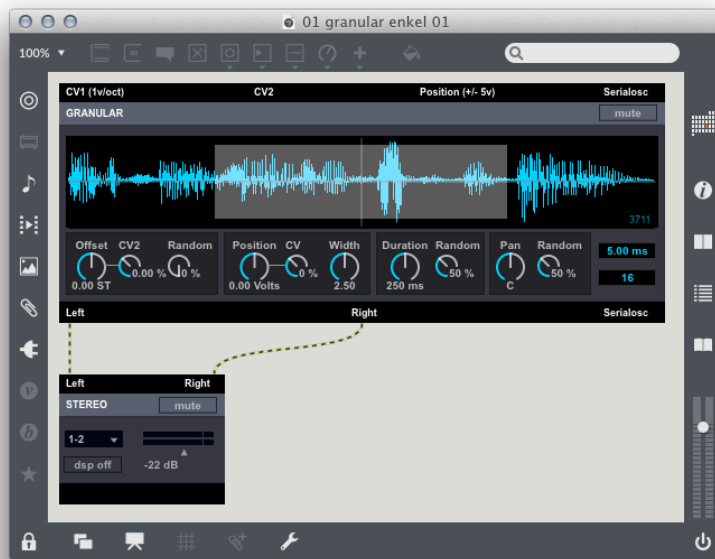 01 granular enkel 01
100%
CV1 (1v/oct) CV2 Position (+/- 5v) Serialosc
GRANULAR mute
3711
Offset CV2 Random Position CV Width Duration Random Pan Random
5.00 ms
0.00 ST 0.00 % 0 % 0.00 Volts 0 % 2.50 250 ms 50 % C 50 %
16
Left Right Serialosc
Left Right
STEREO mute
1-2
dsp off -22 dB